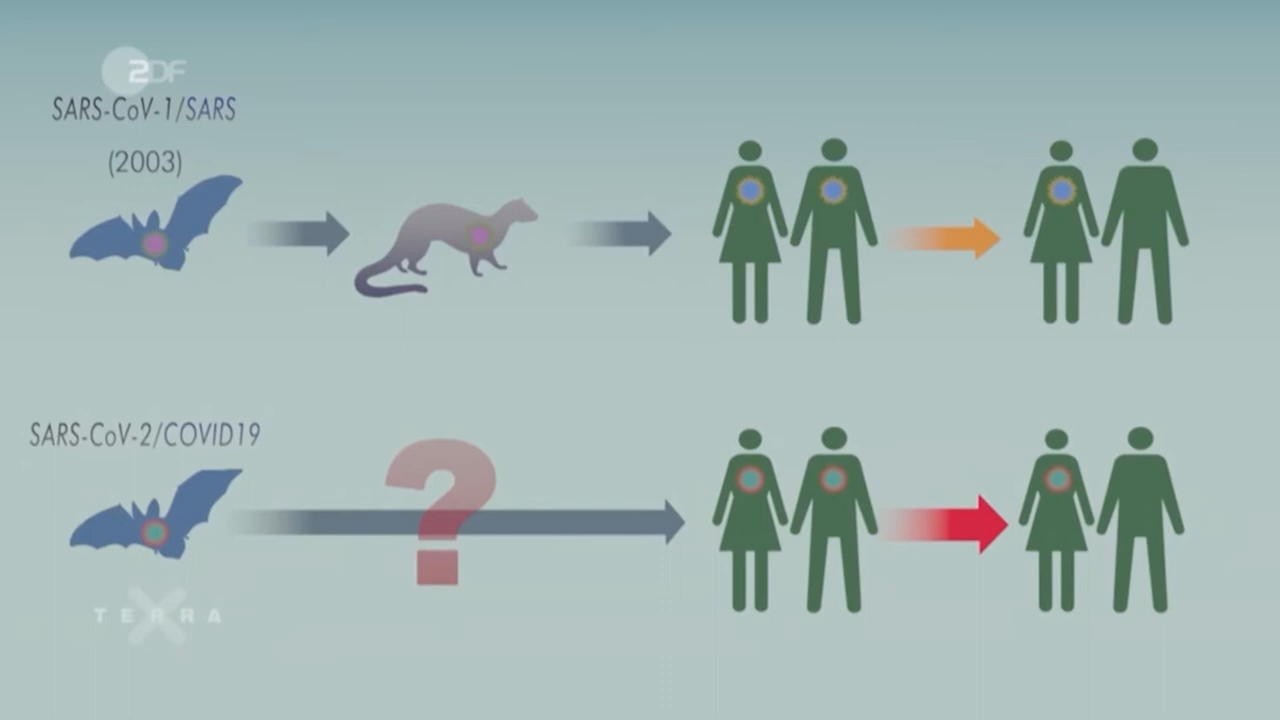 2DF
SARS-CoV-1/SARS
(2003)
?
SARS-CoV-2/COVID19
TERRA X